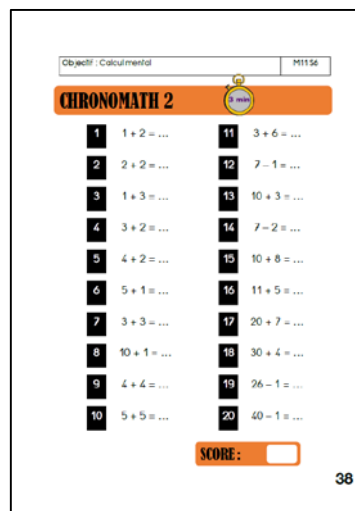 Objectif : Calcul mental M11S6
3 min
CHRONOMATH 2
1 1 + 2 = ...
2 2 + 2 = ...
3 1 + 3 = ...
4 3 + 2 = ...
5 4 + 2 = ...
6 5 + 1 = ...
7 3 + 3 = ...
8 10 + 1 = ...
9 4 + 4 = ...
10 5 + 5 = ...
11 3 + 6 = ...
12 7 – 1 = ...
13 10 + 3 = ...
14 7 – 2 = ...
15 10 + 8 = ...
16 11 + 5 = ...
17 20 + 7 = ...
18 30 + 4 = ...
19 26 – 1 = ...
20 40 – 1 = ...
SCORE :
38